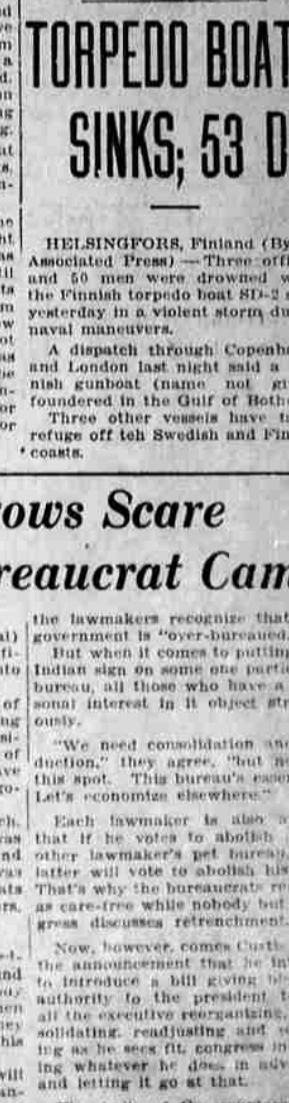 TORPEDO BOAT
SINKS; 53 D
HELSINGFORS, Finland (By
Associated Press) — Three offi
and 50 men were drowned w
the Finnish torpedo boat SD-2 s
yesterday in a violent storm du
naval maneuvers.
A dispatch through Copenh
and London last night said a
nish gunboat (name not gi
foundered in the Gulf of Both
Three other vessels have t
refuge off teh Swedish and Fin
coasts.
ows Scare
reaucrat Cam
the lawmakers recognize that
government is "over-bureaued.
But when it comes to putting
Indian sign on some one parti
bureau, all those who have a
sonal interest in it object str
ously.
"We need consolidation and
duction," they agree, "but n
this spot. This bureau's essen
Let's economize elsewhere."
Each lawmaker is also a
that if he votes to abolish
other lawmaker's pet bureau,
latter will vote to abolish his
That's why the bureaucrats re
as care-free while nobody but
gress discusses retrenchment.
Now, however, comes Curti
the announcement that he in
to introduce a bill giving
authority to the president t
all the executive reorganizing,
solidating, readjusting and
ing as he sees fit, congress in
ing whatever he does in adv
and letting it go at that.